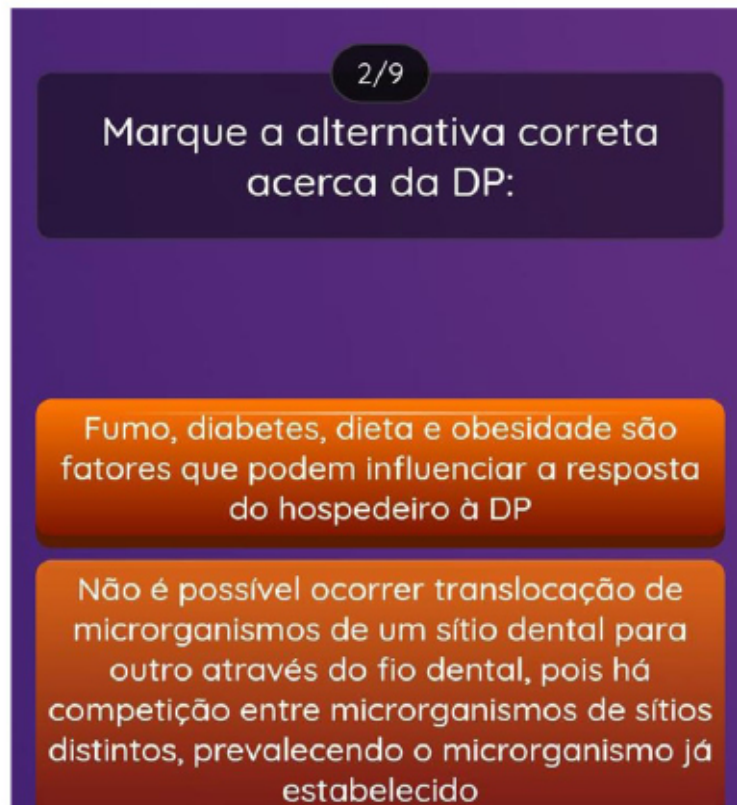 2/9
Marque a alternativa correta
acerca da DP:
Fumo, diabetes, dieta e obesidade são
fatores que podem influenciar a resposta
do hospedeiro à DP
Não é possível ocorrer translocação de
microrganismos de um sítio dental para
outro através do fio dental, pois há
competição entre microrganismos de sítios
distintos, prevalecendo o microrganismo já
estabelecido